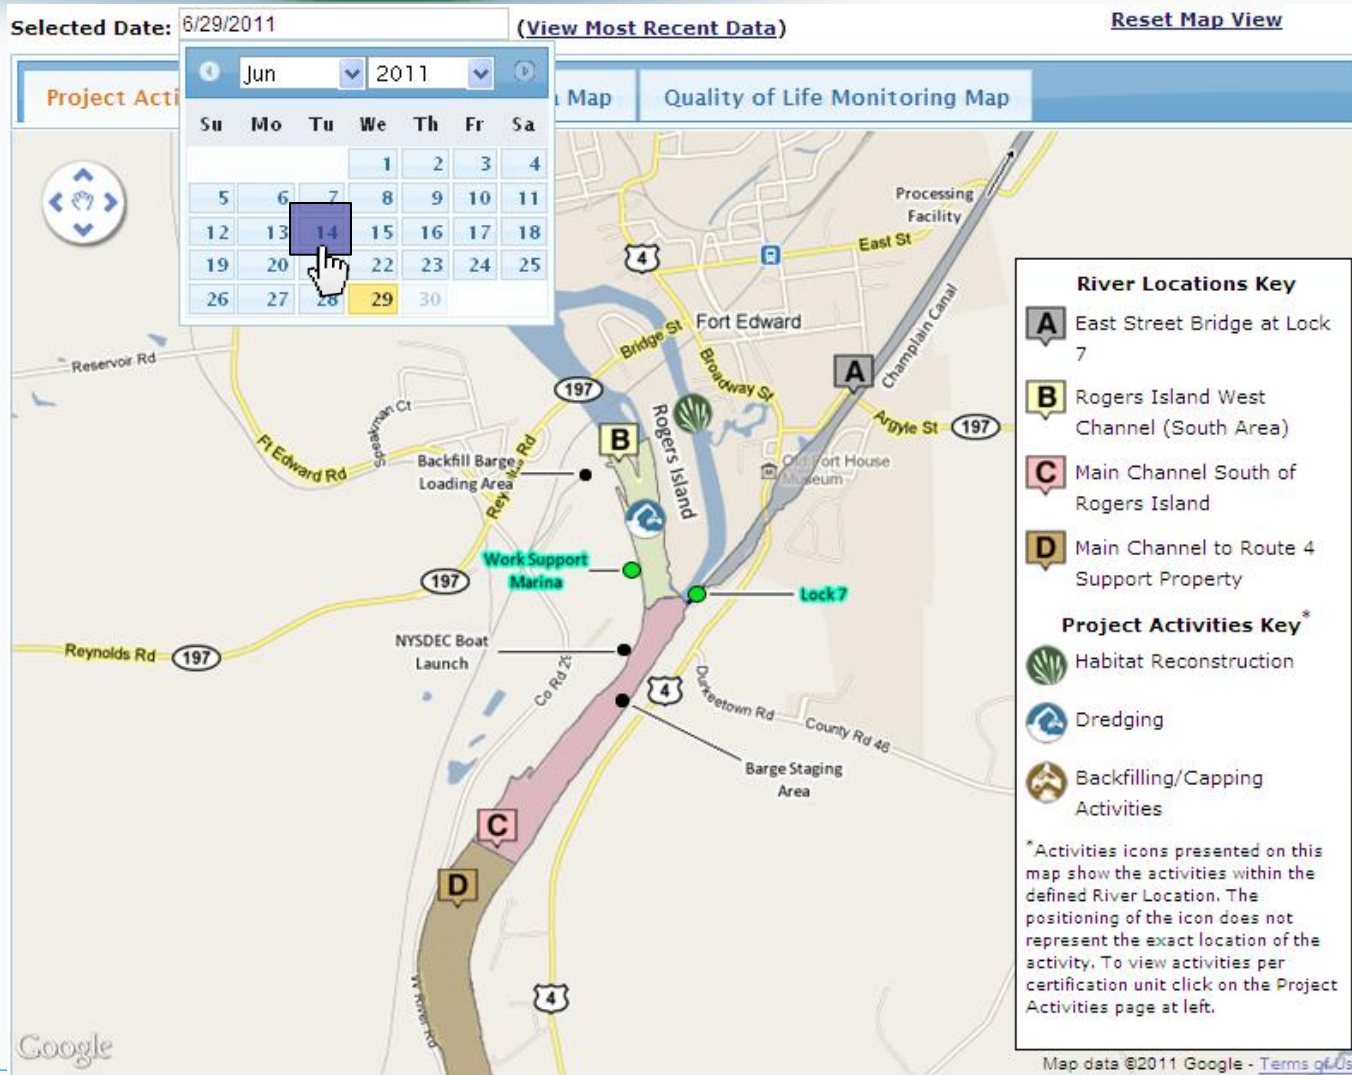 Selected Date: 6/29/2011 (View Most Recent Data) Reset Map View
Jun 2011
Project Acti Map Quality of Life Monitoring Map
Su Mo Tu We Th Fr Sa
1 2 3 4
5 6 7 8 9 10 11
12 13 14 15 16 17 18
19 20 22 23 24 25
26 27 28 29 30
Processing
Facility
East St
4
Champlain Canal
Fort Edward
Bridge St
Broadway St
Reservoir Rd
197
A
Argyle St 197
Speakman Ct
Rogers Island
B
Ft Edward Rd
Backfill Barge
Loading Area
Old Fort House
Museum
Work Support
Marina
197
Lock 7
Reynolds Rd 197
NYSDEC Boat
Launch
Co Rd 29
4
Durkeetown Rd
County Rd 46
Barge Staging
Area
C
D
W River Rd
4
River Locations Key
A East Street Bridge at Lock
7
B Rogers Island West
Channel (South Area)
C Main Channel South of
Rogers Island
D Main Channel to Route 4
Support Property
Project Activities Key*
Habitat Reconstruction
Dredging
Backfilling/Capping
Activities
*Activities icons presented on this
map show the activities within the
defined River Location. The
positioning of the icon does not
represent the exact location of the
activity. To view activities per
certification unit click on the Project
Activities page at left.
Google
Map data ©2011 Google - Terms of Us